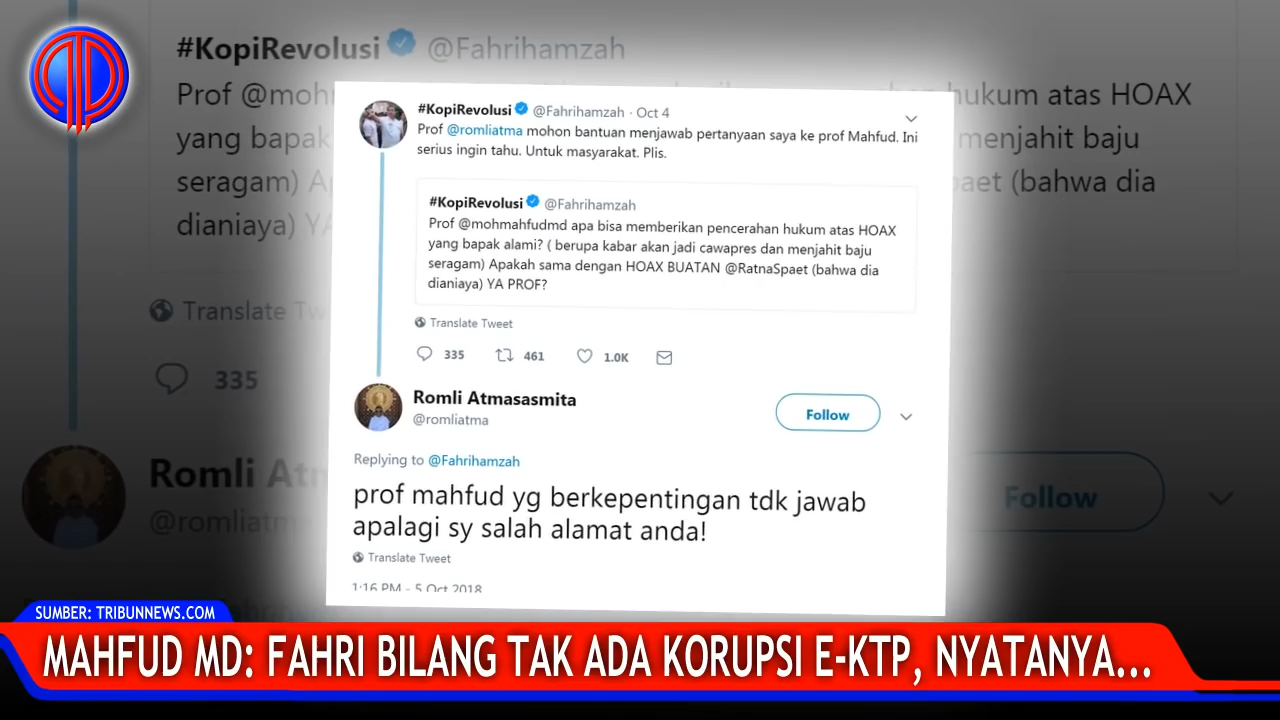 #KopiRevolusi @Fahrihamzah
#KopiRevolusi @Fahrihamzah · Oct 4
Prof @romliatma mohon bantuan menjawab pertanyaan saya ke prof Mahfud. Ini
serius ingin tahu. Untuk masyarakat. Plis.
#KopiRevolusi @Fahrihamzah
Prof @mohmahfudmd apa bisa memberikan pencerahan hukum atas HOAX
yang bapak alami? ( berupa kabar akan jadi cawapres dan menjahit baju
seragam) Apakah sama dengan HOAX BUATAN @RatnaSpaet (bahwa dia
dianiaya) YA PROF?
Translate Tweet
335 461 1.0K
Romli Atmasasmita
@romliatma
Follow
Replying to @Fahrihamzah
prof mahfud yg berkepentingan tdk jawab
apalagi sy salah alamat anda!
Translate Tweet
1:16 PM - 5 Oct 2018
Prof @moh hukum atas HOAX
yang bapak menjahit baju
seragam) A paet (bahwa dia
dianiaya) YA
Translate Tw
335
Romli At
@romliatm
Follow
SUMBER: TRIBUNNEWS.COM
MAHFUD MD: FAHRI BILANG TAK ADA KORUPSI E-KTP, NYATANYA...